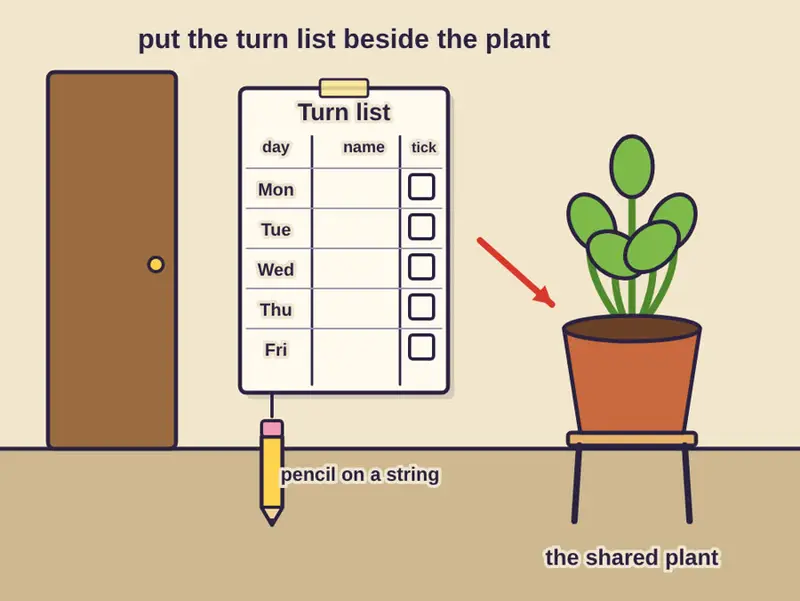 put the turn list beside the plant
Turn list
day name tick
Mon
Tue
Wed
Thu
Fri
pencil on a string
the shared plant